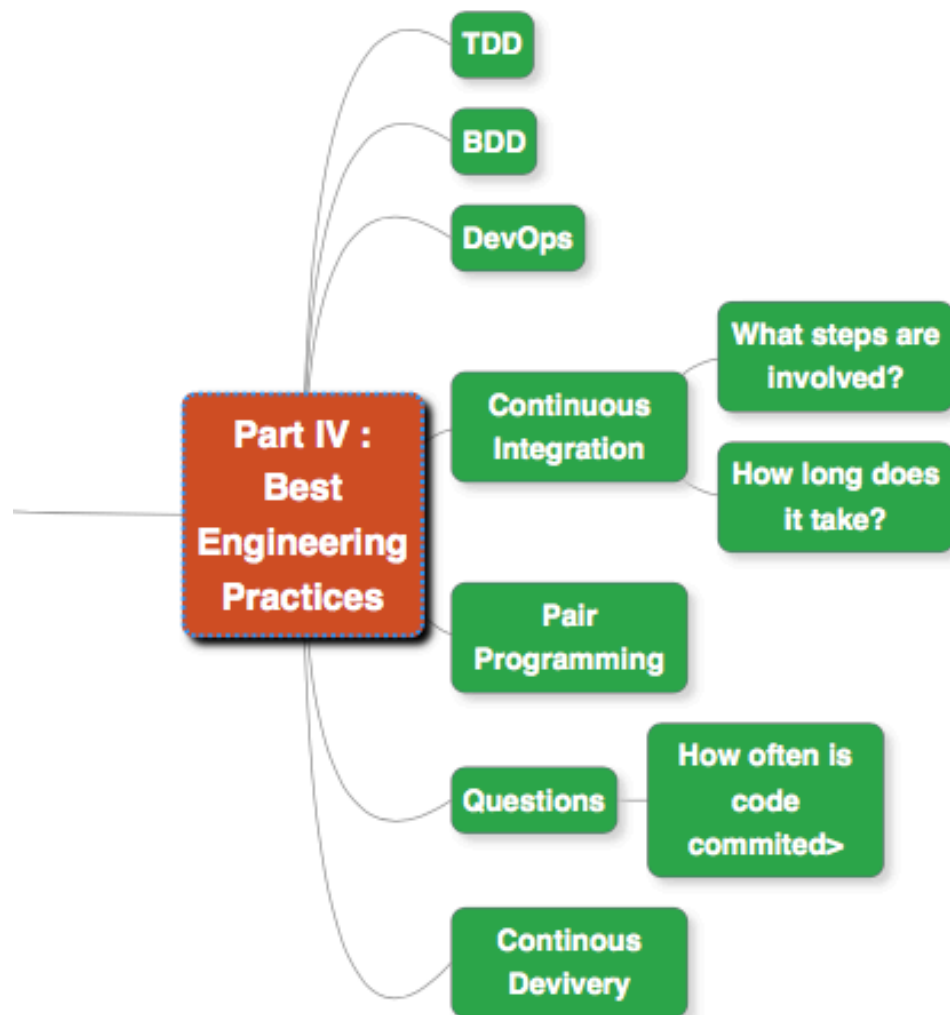 TDD
BDD
DevOps
What steps are
involved?
Continuous
Integration
How long does
it take?
Part IV :
Best
Engineering
Practices
Pair
Programming
Questions
How often is
code
commited>
Continous
Devivery